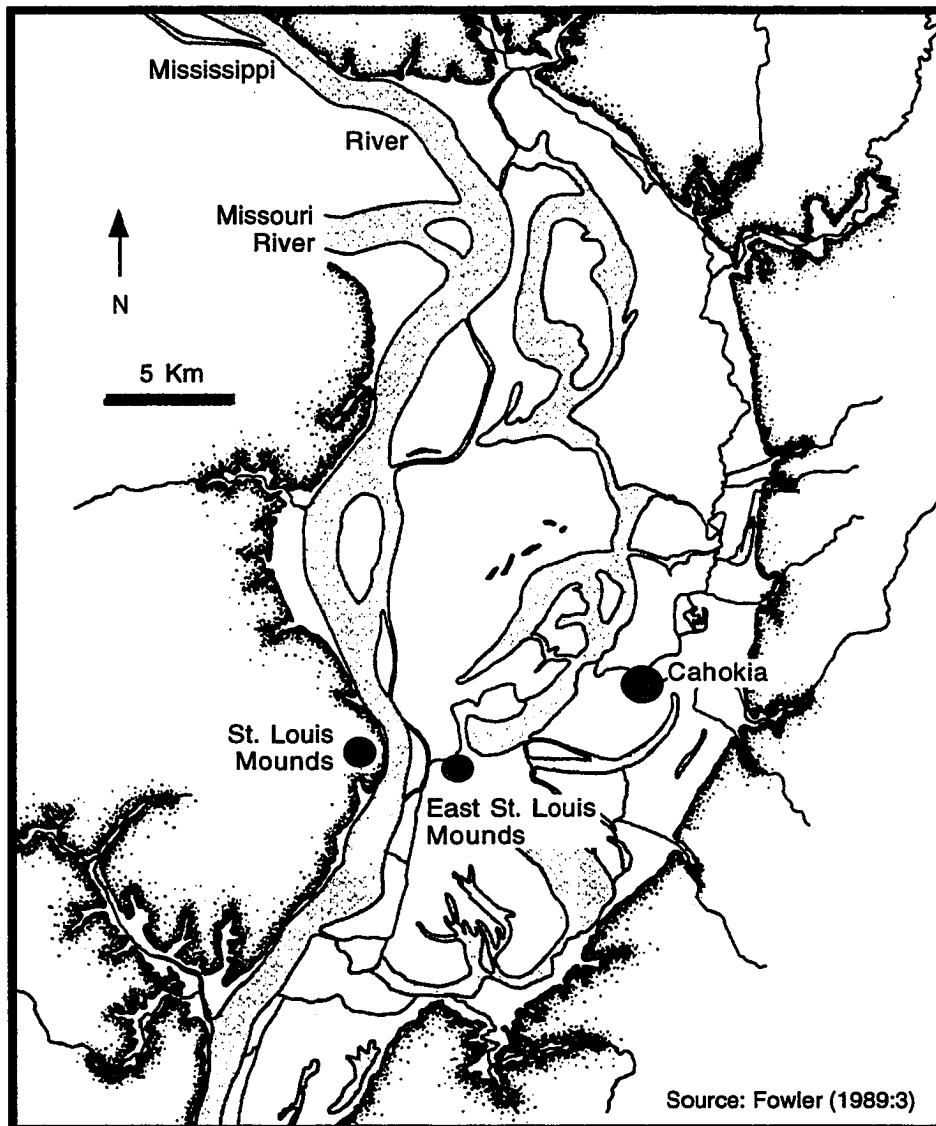 Mississippi
River
Missouri
River
N
5 Km
Cahokia
St. Louis
Mounds
East St. Louis
Mounds
Source: Fowler (1989:3)